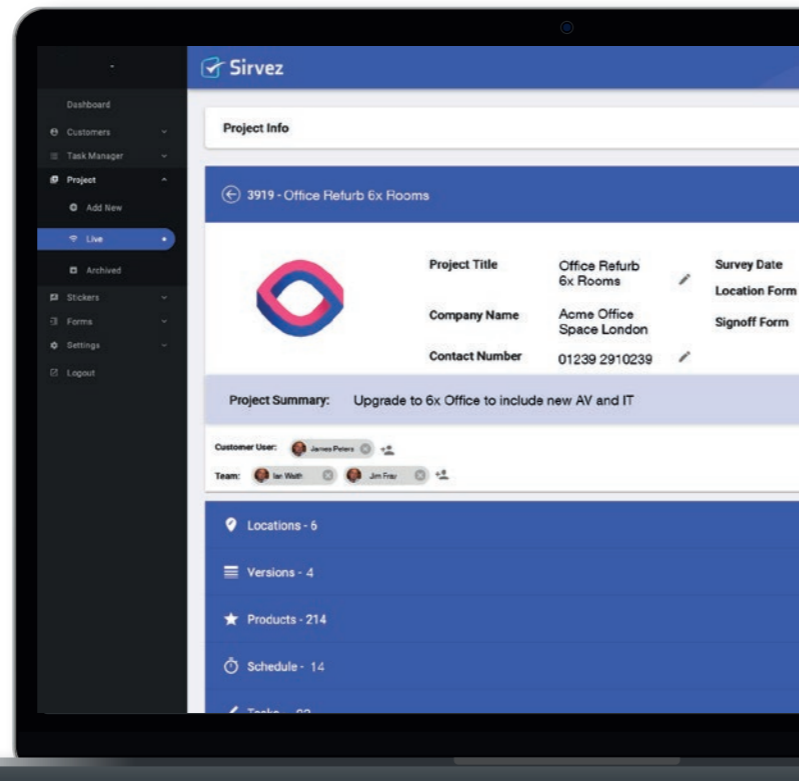 Sirvez
Dashboard
Customers
Task Manager
Project
Add New
Live
Archived
Stickers
Forms
Settings
Logout
Project Info
3919 - Office Refurb 6x Rooms
Project Title
Office Refurb
6x Rooms
Company Name
Acme Office
Space London
Contact Number
01239 2910239
Survey Date
Location Form
Signoff Form
Project Summary: Upgrade to 6x Office to include new AV and IT
Customer User: James Peters
Team: Ian Jim
Locations - 6
Versions - 4
Products - 214
Schedule - 14